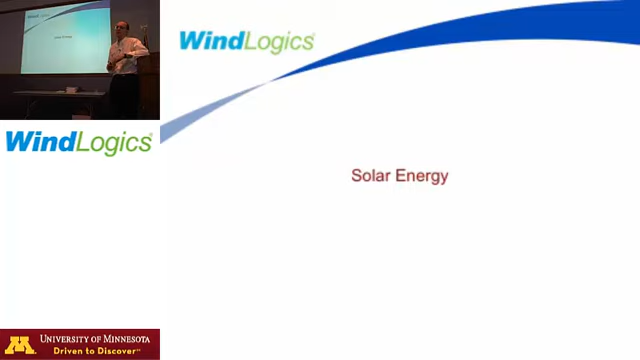 WindLogics
Solar Energy
WindLogics
UNIVERSITY OF MINNESOTA
Driven to Discover